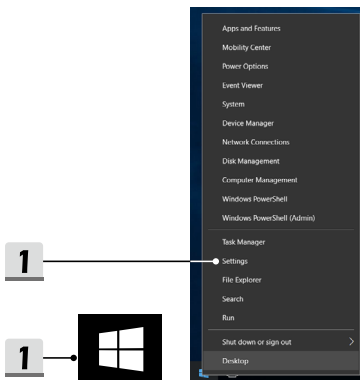 Apps and Features
Mobility Center
Power Options
Event Viewer
System
Device Manager
Network Connections
Disk Management
Computer Management
Windows PowerShell
Windows PowerShell (Admin)
Task Manager
1
Settings
File Explorer
Search
Run
1
Shut down or sign out
Desktop